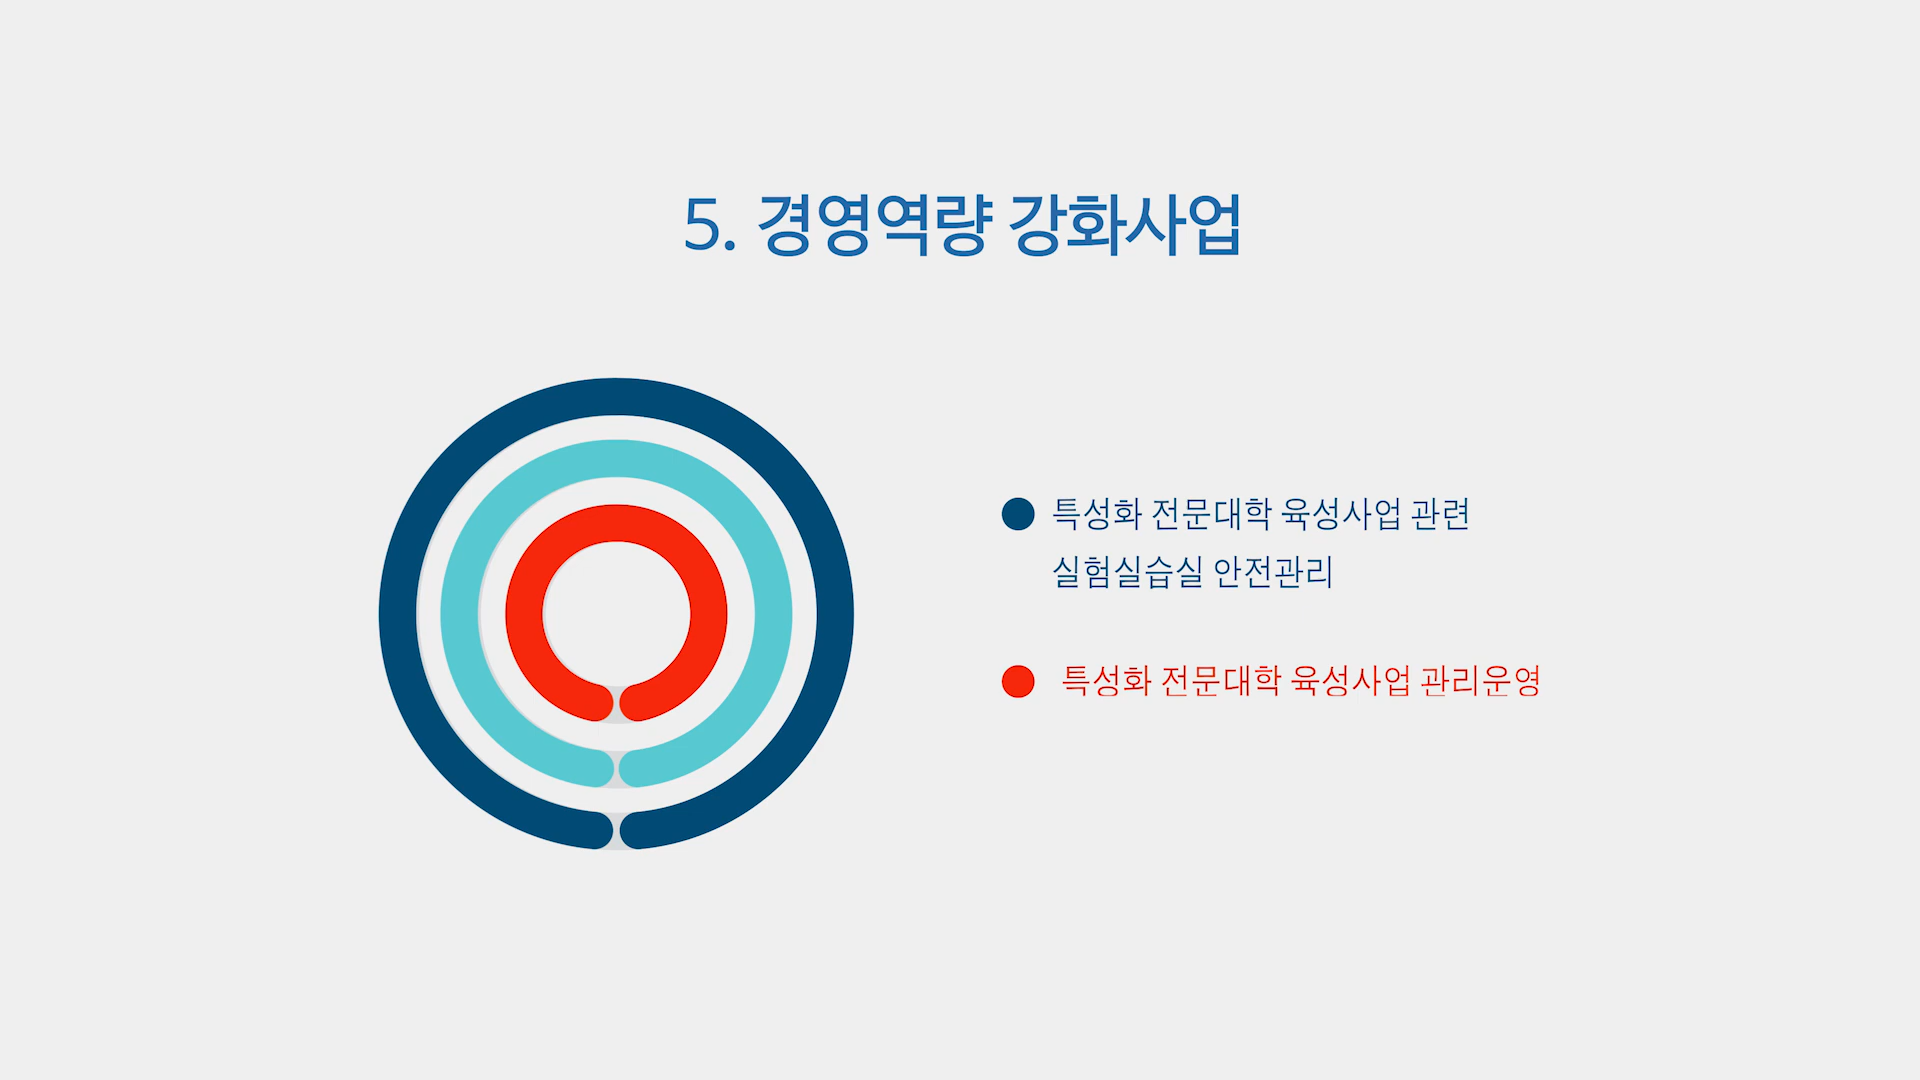 5. 경영역량 강화사업
특성화 전문대학 육성사업 관련
실험실습실 안전관리
특성화 전문대학 육성사업 관리운영